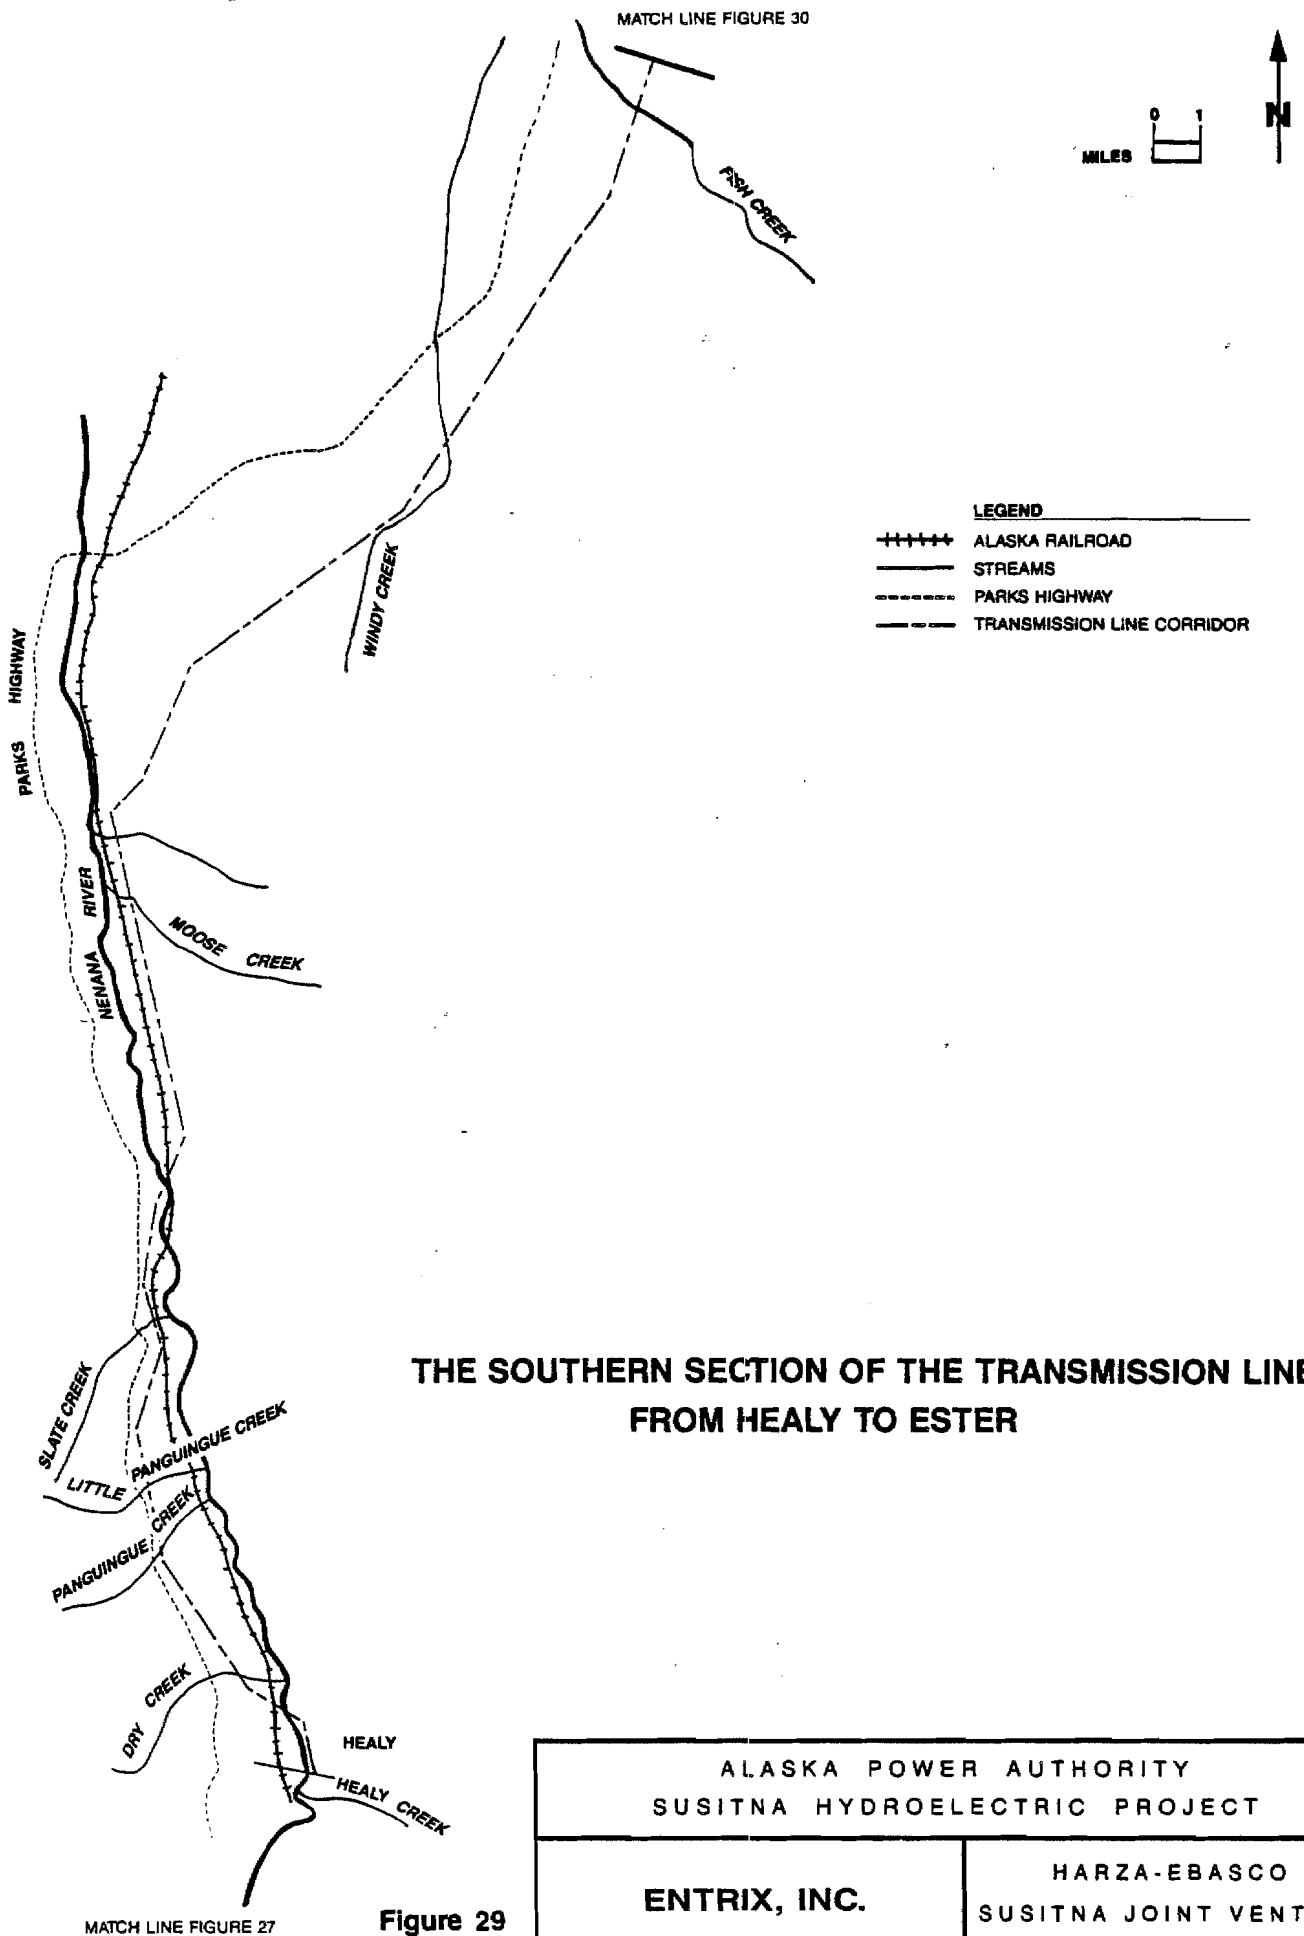 MATCH LINE FIGURE 30
N
0 1
MILES
FISH CREEK
LEGEND
ALASKA RAILROAD
STREAMS
PARKS HIGHWAY
TRANSMISSION LINE CORRIDOR
WINDY CREEK
PARKS HIGHWAY
NENANA RIVER
MOOSE CREEK
THE SOUTHERN SECTION OF THE TRANSMISSION LINE
FROM HEALY TO ESTER
SLATE CREEK
LITTLE PANGUINGUE CREEK
PANGUINGUE CREEK
DRY CREEK
HEALY
HEALY CREEK
ALASKA POWER AUTHORITY
SUSITNA HYDROELECTRIC PROJECT
ENTRIX, INC.
HARZA-EBASCO
SUSITNA JOINT VENT
MATCH LINE FIGURE 27
Figure 29